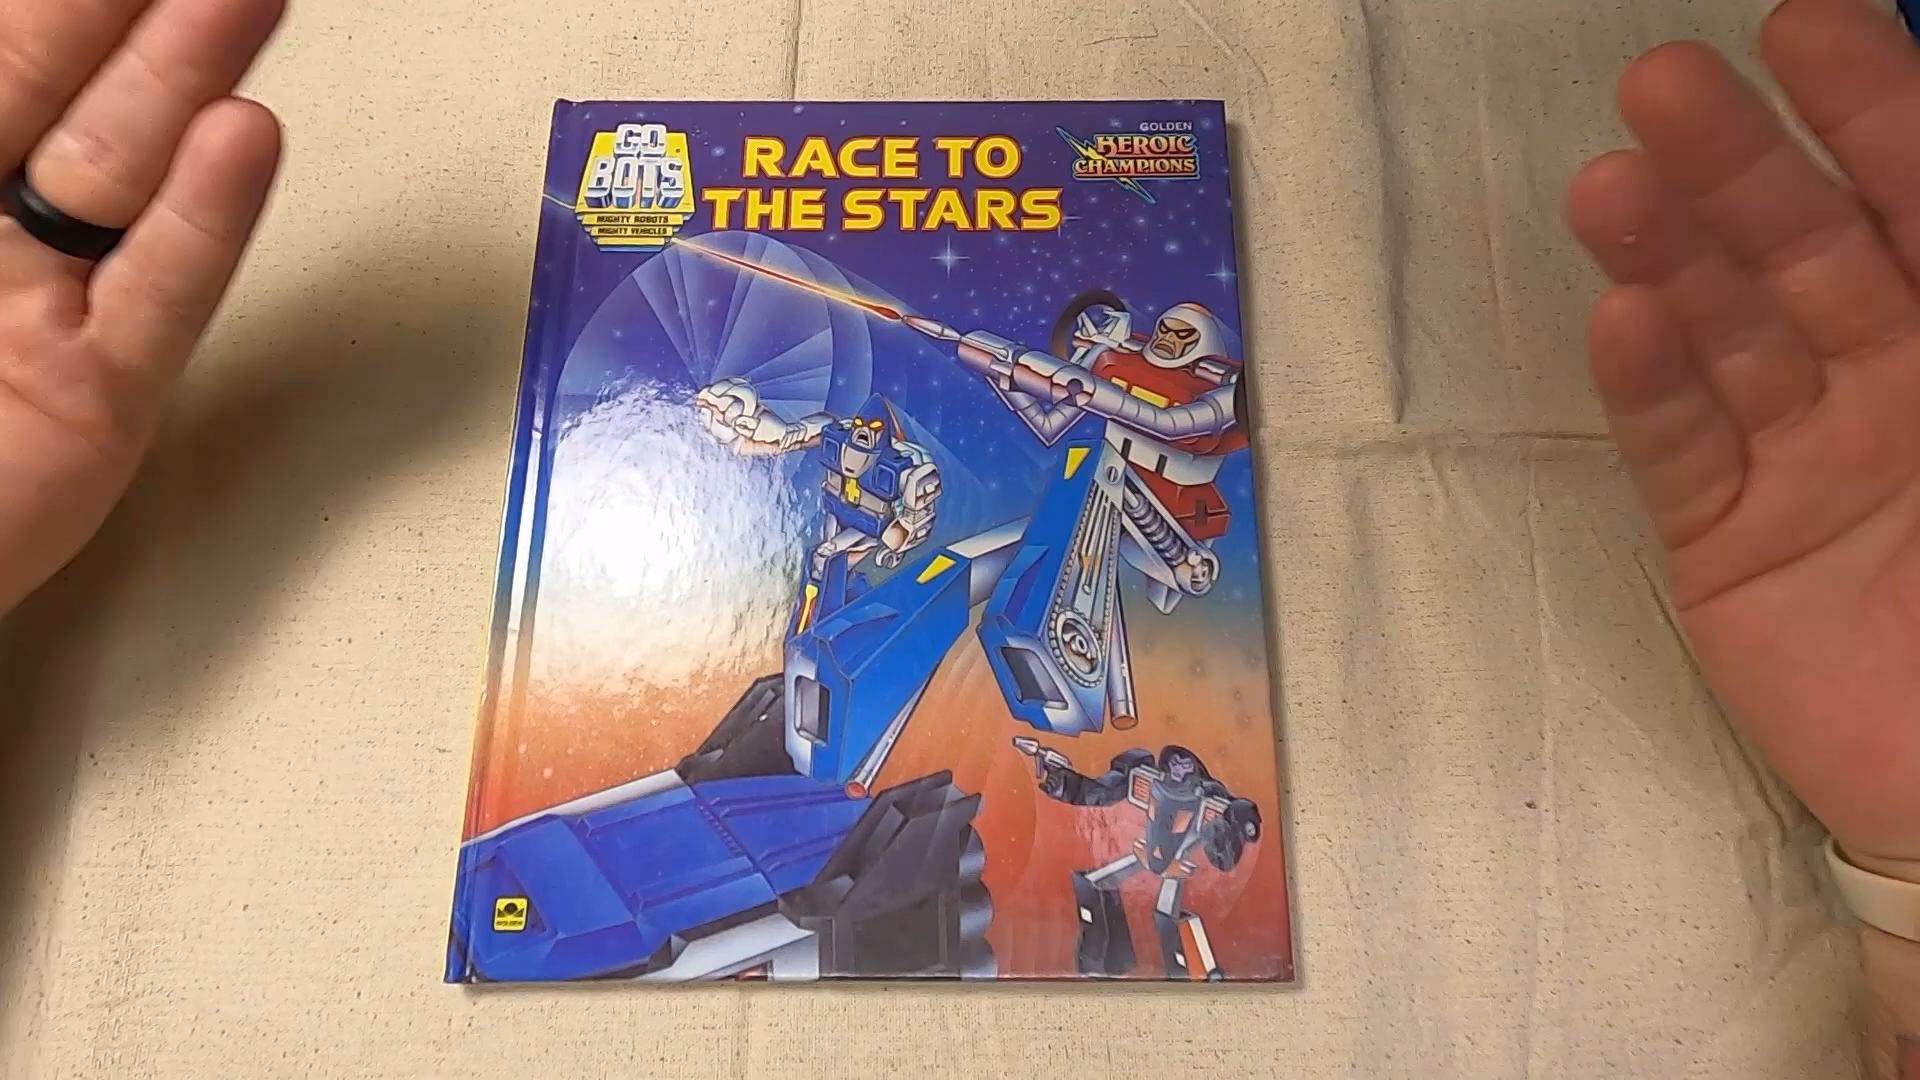 GO
BOTS
MIGHTY ROBOTS
MIGHTY VEHICLES
RACE TO
THE STARS
GOLDEN
HEROIC
CHAMPIONS